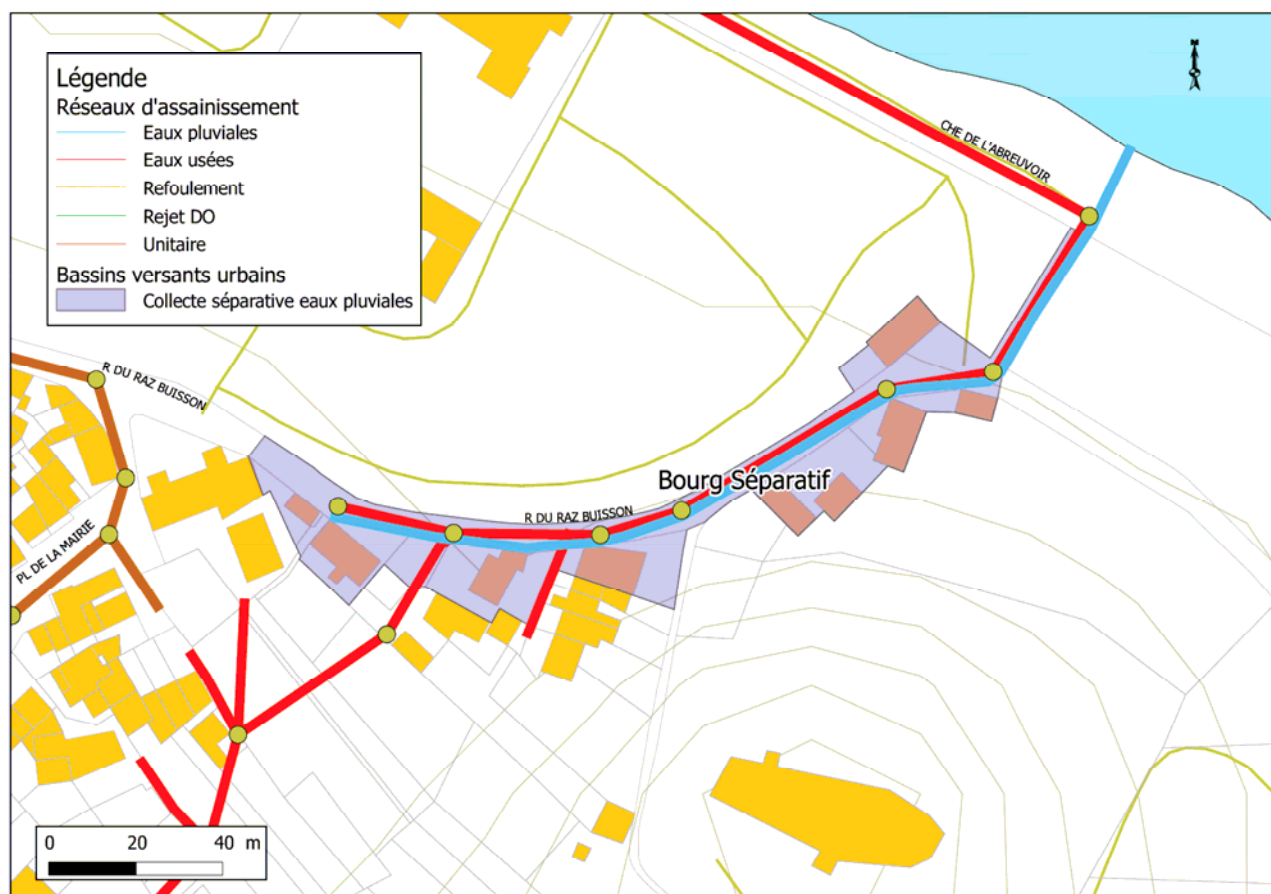 Légende
Réseaux d'assainissement
Eaux pluviales
Eaux usées
Refoulement
Rejet DO
Unitaire
Bassins versants urbains
Collecte séparative eaux pluviales
N
CHE DE L'ABREUVOIR
R DU RAZ BUISSON
Bourg Séparatif
R DU RAZ BUISSON
PL DE LA MAIRIE
0 20 40 m